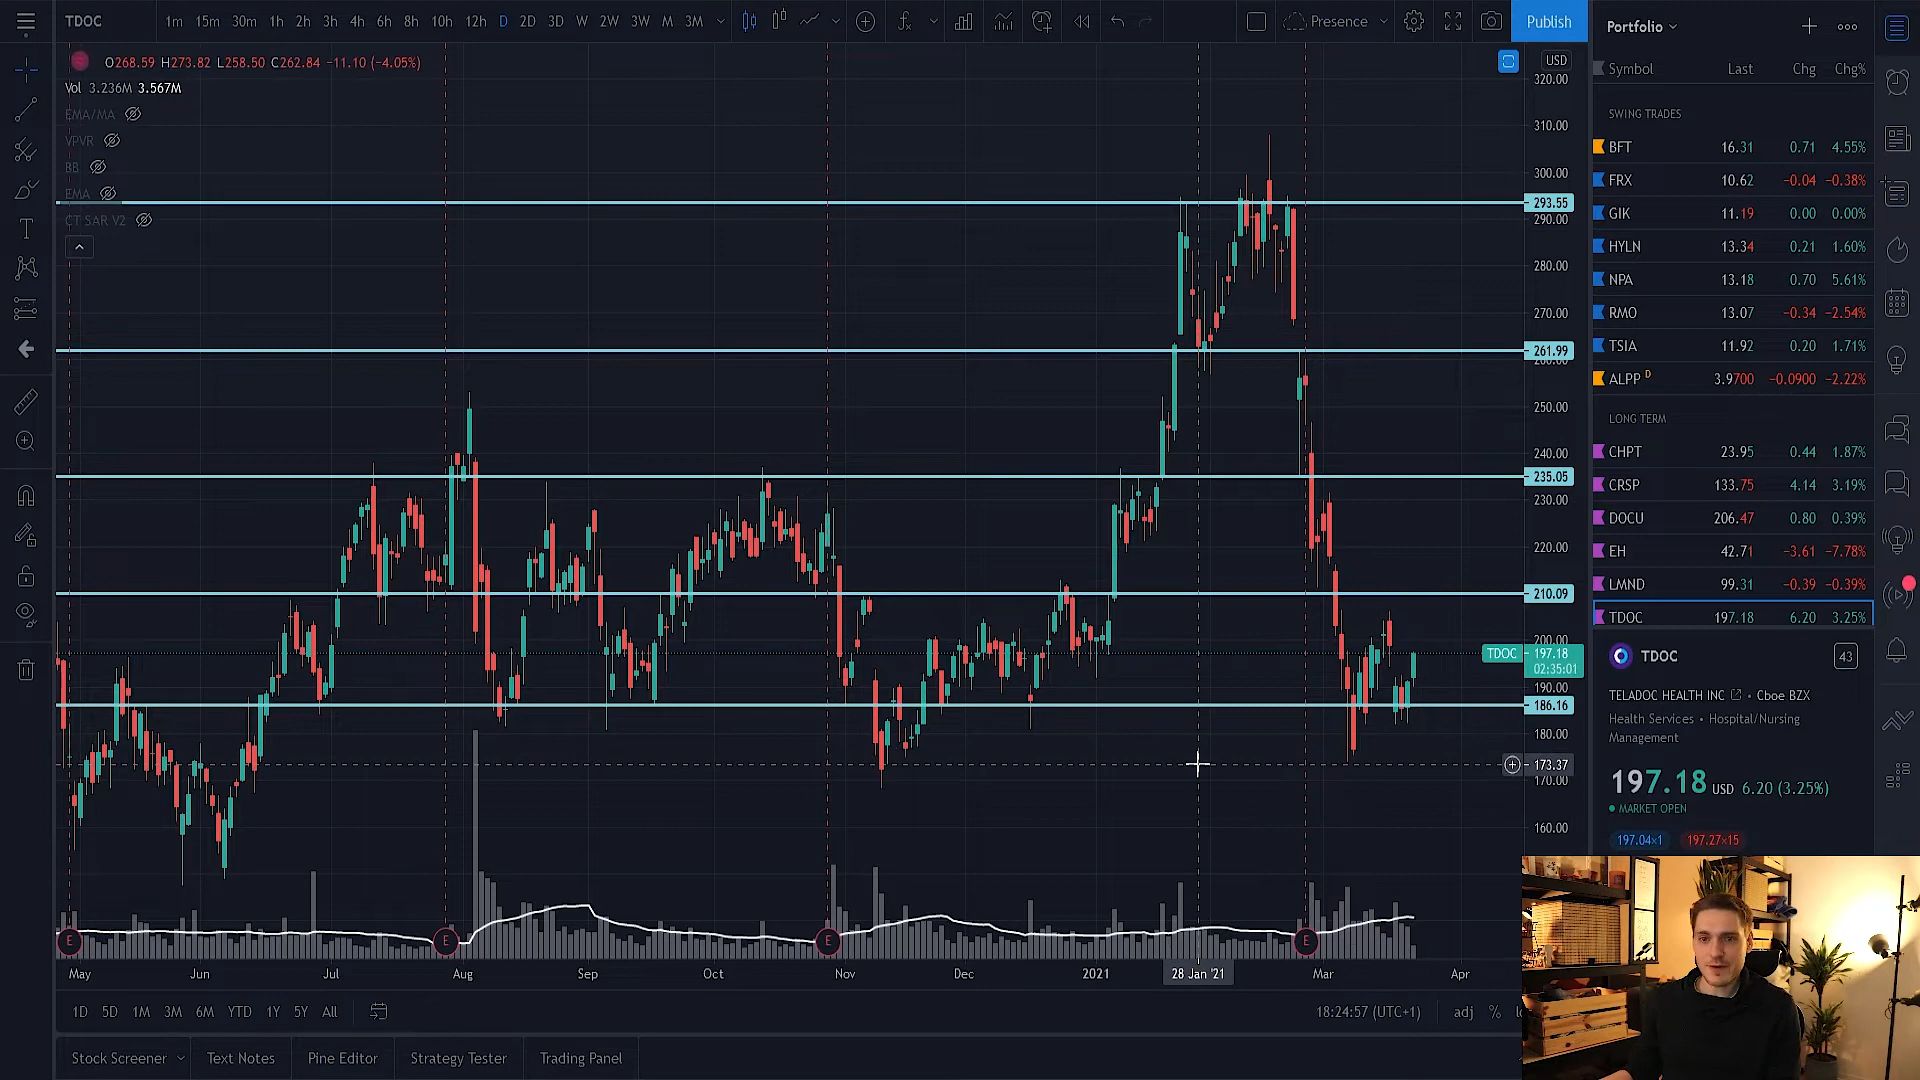 TDOC 1m 15m 30m 1h 2h 3h 4h 6h 8h 10h 12h D 2D 3D W 2W 3W M 3M Presence Publish
Portfolio
O268.59 H273.82 L258.50 C262.84 −11.10 (−4.05%)
Vol 3.236M 3.567M
EMA/MA
VPVR
BB
EMA
CT SAR V2
USD
320.00
310.00
300.00
293.55
290.00
280.00
270.00
261.99
260.00
250.00
240.00
235.05
230.00
220.00
210.09
200.00
TDOC 197.18
02:35:01
190.00
186.16
180.00
173.37
170.00
160.00
E E E E
May Jun Jul Aug Sep Oct Nov Dec 2021 28 Jan '21 Mar Apr
1D 5D 1M 3M 6M YTD 1Y 5Y All 18:24:57 (UTC+1) adj %
Stock Screener Text Notes Pine Editor Strategy Tester Trading Panel
Symbol Last Chg Chg%
SWING TRADES
BFT 16.31 0.71 4.55%
FRX 10.62 −0.04 −0.38%
GIK 11.19 0.00 0.00%
HYLN 13.34 0.21 1.60%
NPA 13.18 0.70 5.61%
RMO 13.07 −0.34 −2.54%
TSIA 11.92 0.20 1.71%
ALPP D 3.9700 −0.0900 −2.22%
LONG TERM
CHPT 23.95 0.44 1.87%
CRSP 133.75 4.14 3.19%
DOCU 206.47 0.80 0.39%
EH 42.71 −3.61 −7.78%
LMND 99.31 −0.39 −0.39%
TDOC 197.18 6.20 3.25%
TDOC 43
TELADOC HEALTH INC • Cboe BZX
Health Services • Hospital/Nursing
Management
197.18 USD 6.20 (3.25%)
MARKET OPEN
197.04×1 197.27×15